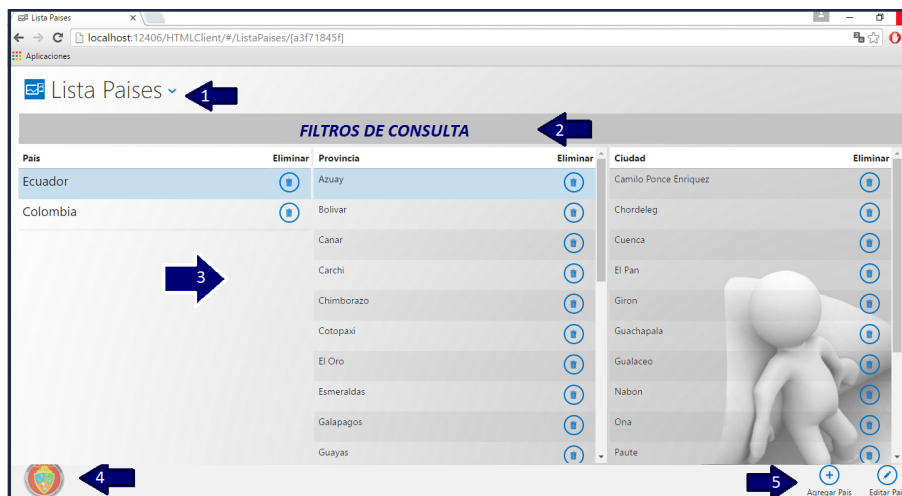 Lista Paises
localhost:12406/HTMLClient/#/ListaPaises/[a3f71845f]
Aplicaciones
Lista Paises
1
FILTROS DE CONSULTA
2
País Eliminar Provincia Eliminar Ciudad Eliminar
Ecuador Azuay Camilo Ponce Enriquez
Colombia Bolivar Chordeleg
Canar Cuenca
3
Carchi El Pan
Chimborazo Giron
Cotopaxi Guachapala
El Oro Gualaceo
Esmeraldas Nabon
Galapagos Ona
Guayas Paute
4
5
Agregar Pais Editar Pai